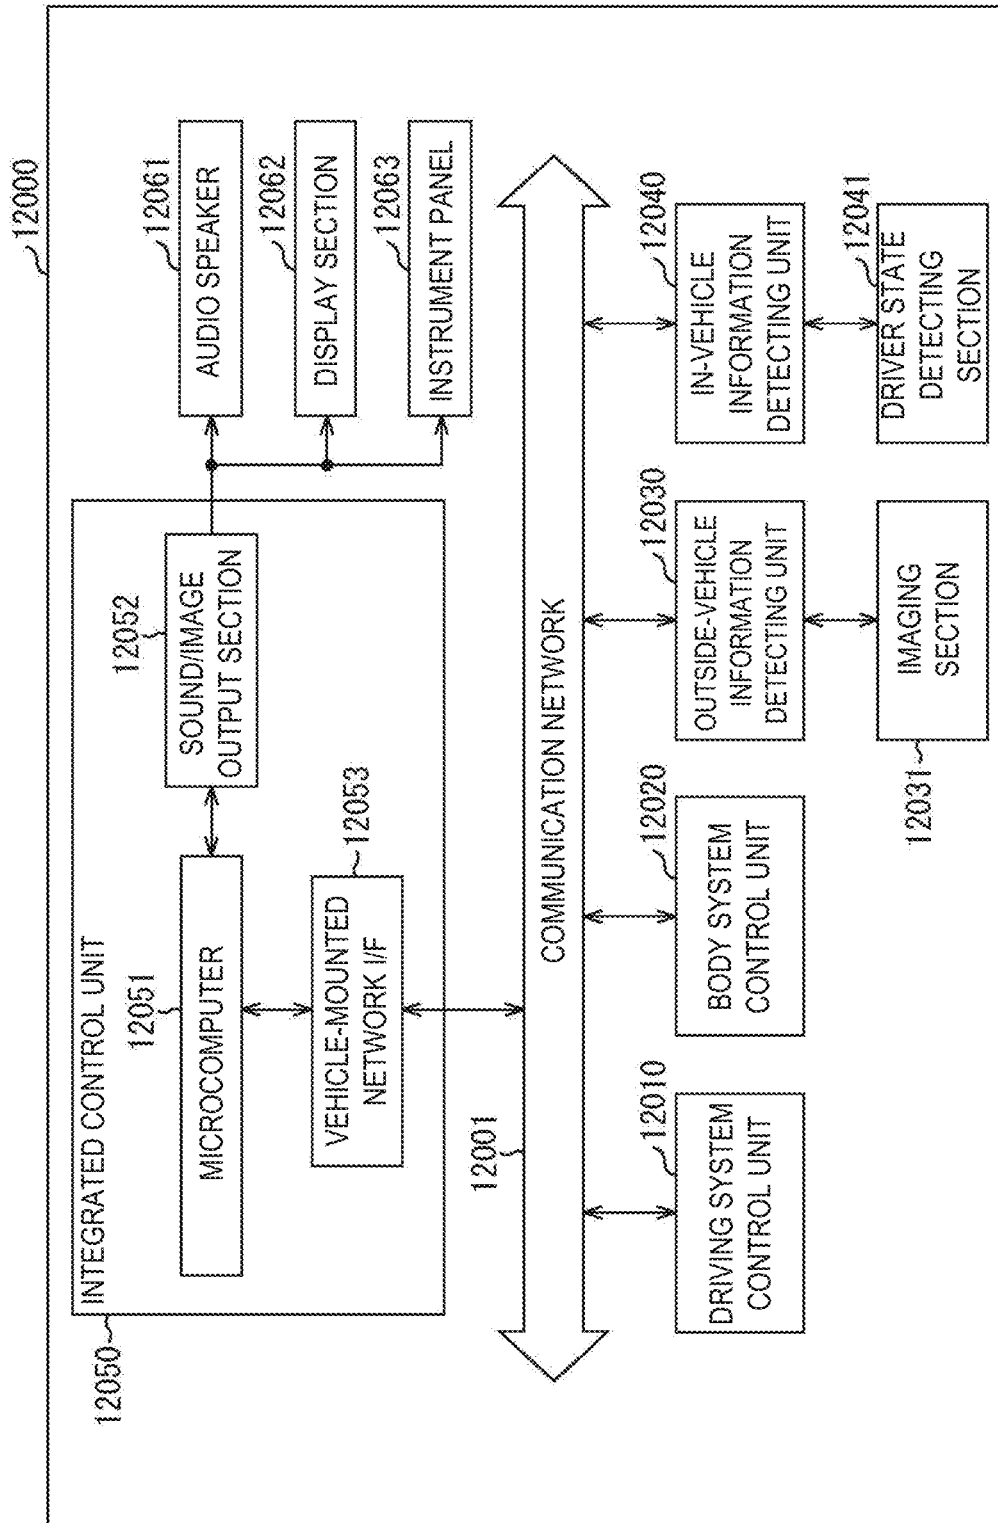 12000
12050
INTEGRATED CONTROL UNIT
12051
MICROCOMPUTER
12052
SOUND/IMAGE
OUTPUT SECTION
12053
VEHICLE-MOUNTED
NETWORK I/F
12061
AUDIO SPEAKER
12062
DISPLAY SECTION
12063
INSTRUMENT PANEL
12001
COMMUNICATION NETWORK
12010
DRIVING SYSTEM
CONTROL UNIT
12020
BODY SYSTEM
CONTROL UNIT
12030
OUTSIDE-VEHICLE
INFORMATION
DETECTING UNIT
12040
IN-VEHICLE
INFORMATION
DETECTING UNIT
12031
IMAGING
SECTION
12041
DRIVER STATE
DETECTING
SECTION